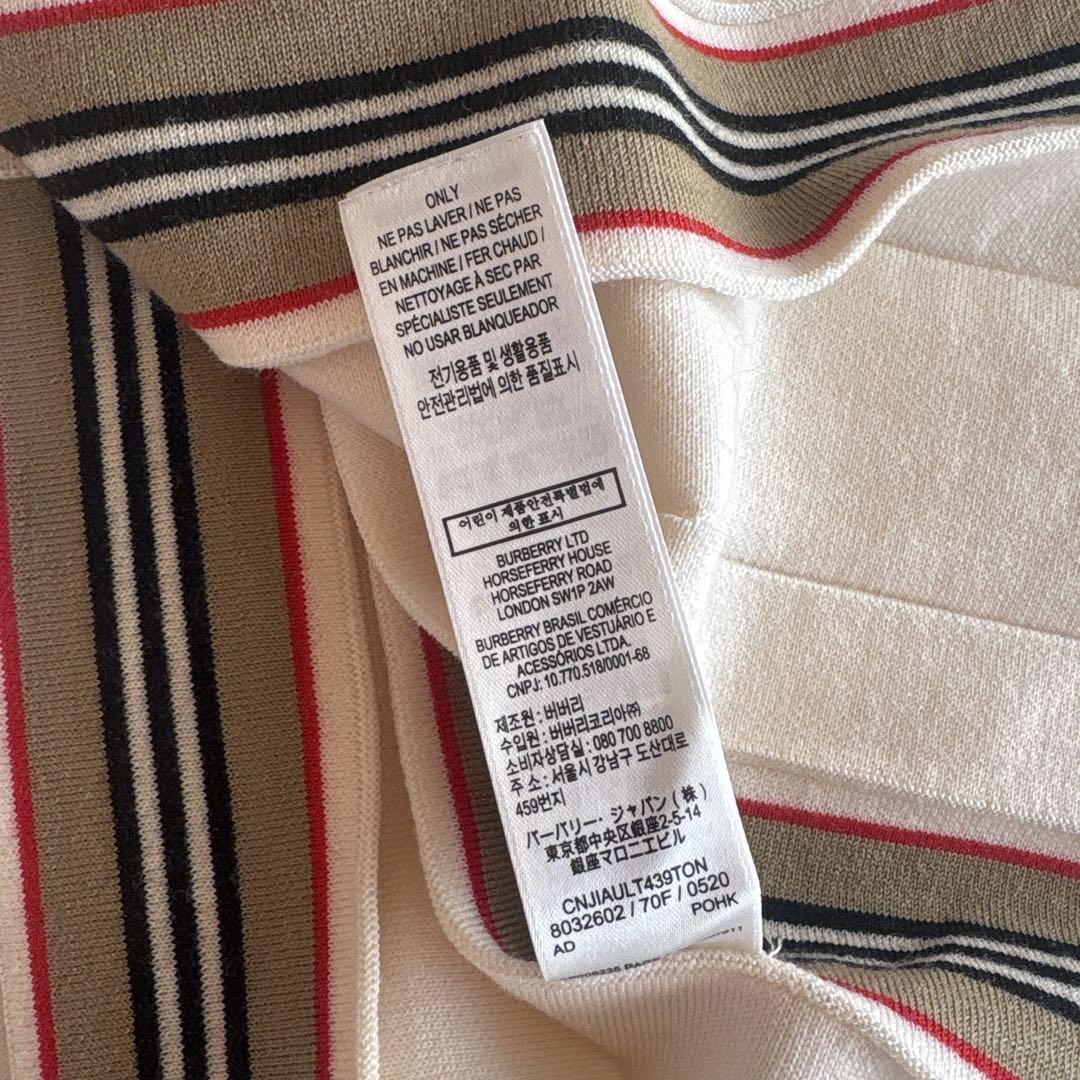 ONLY
NE PAS LAVER / NE PAS
BLANCHIR / NE PAS SÉCHER
EN MACHINE / FER CHAUD /
NETTOYAGE À SEC PAR
SPÉCIALISTE SEULEMENT
NO USAR BLANQUEADOR
전기용품 및 생활용품
안전관리법에 의한 품질표시
어린이 제품안전특별법에
의한 표시
BURBERRY LTD
HORSEFERRY HOUSE
HORSEFERRY ROAD
LONDON SW1P 2AW
BURBERRY BRASIL COMÉRCIO
DE ARTIGOS DE VESTUÁRIO E
ACESSÓRIOS LTDA.
CNPJ: 10.770.518/0001-68
제조원 : 버버리
수입원 : 버버리코리아㈜
소비자상담실 : 080 700 8800
주 소 : 서울시 강남구 도산대로
459번지
バーバリー・ジャパン ( 株 )
東京都中央区銀座2-5-14
銀座マロニエビル
CNJIAULT439TON
8032602 / 70F / 0520
POHK
AD